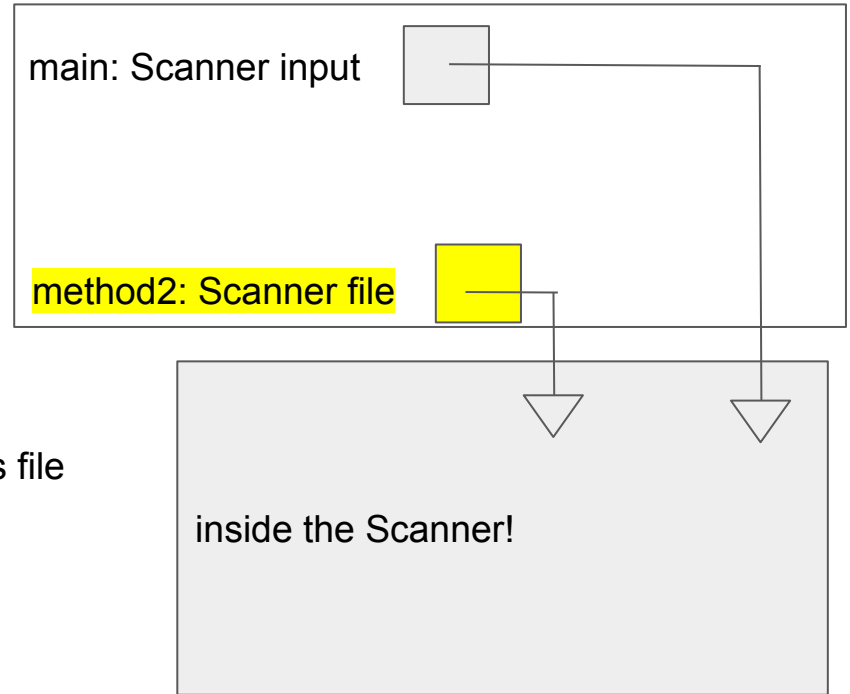 main: Scanner input
method2: Scanner file
s file
inside the Scanner!